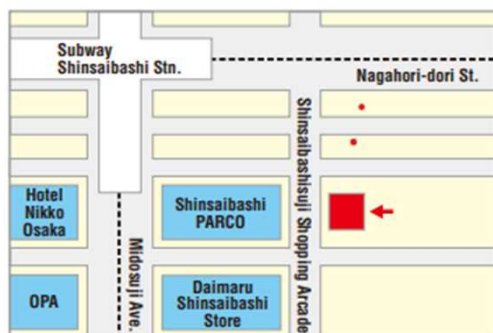 Subway
Shinsaibashi Stn.
Nagahori-dori St.
Shinsaibashisuji Shopping Arcade
Hotel
Nikko
Osaka
Shinsaibashi
PARCO
Midosuji Ave.
OPA
Daimaru
Shinsaibashi
Store